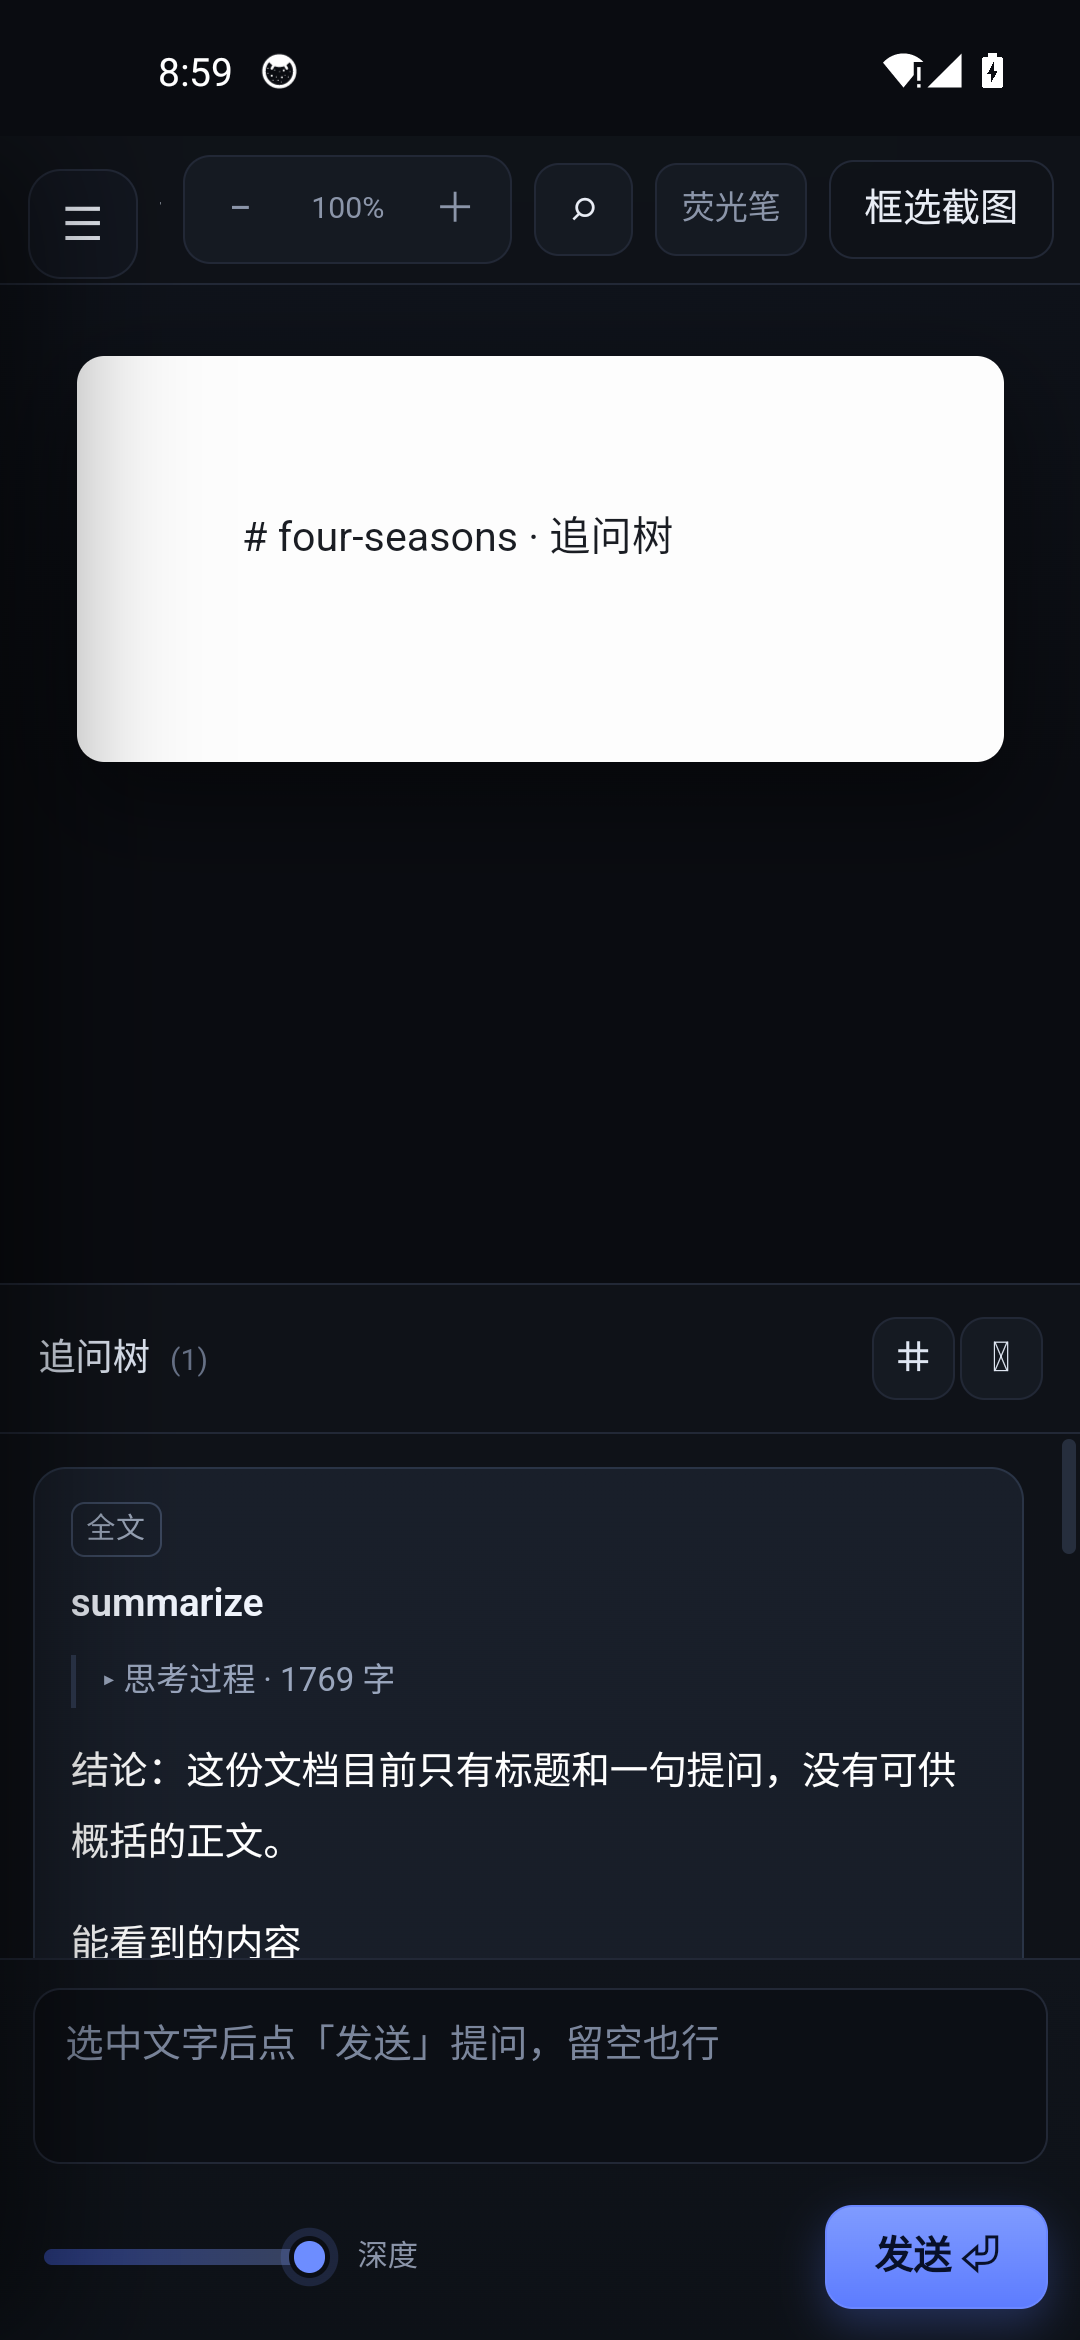 8:59
100%
荧光笔
框选截图
# four-seasons · 追问树
追问树 (1)
全文
summarize
▸ 思考过程 · 1769 字
结论：这份文档目前只有标题和一句提问，没有可供
概括的正文。
能看到的内容
选中文字后点「发送」提问，留空也行
深度
发送